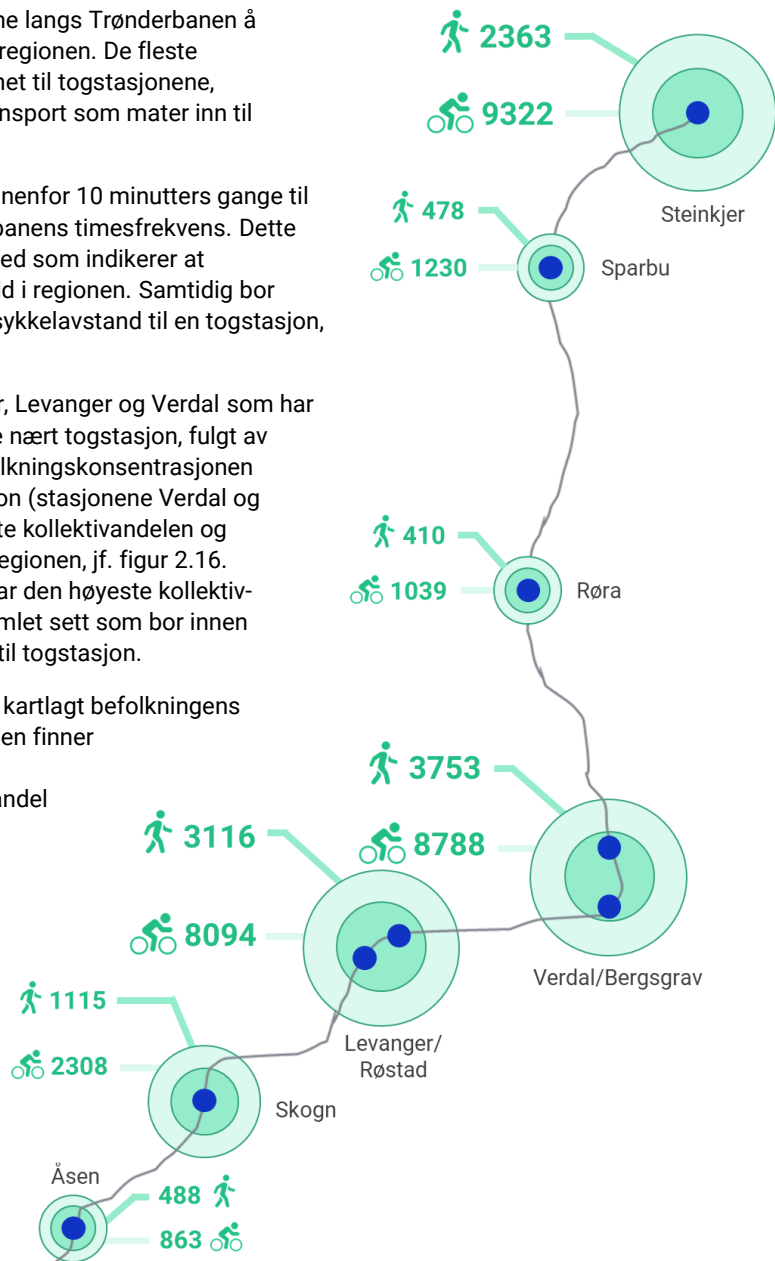 ne langs Trønderbanen å
regionen. De fleste
het til togstasjonene,
nsport som mater inn til
nenfor 10 minutters gange til
banens timesfrekvens. Dette
ed som indikerer at
ld i regionen. Samtidig bor
sykkelavstand til en togstasjon,
r, Levanger og Verdal som har
e nært togstasjon, fulgt av
olkningskonsentrasjonen
on (stasjonene Verdal og
te kollektivandelen og
regionen, jf. figur 2.16.
ar den høyeste kollektiv-
mlet sett som bor innen
til togstasjon.
kartlagt befolkningens
en finner
andel
2363
9322
Steinkjer
478
1230
Sparbu
410
1039
Røra
3753
8788
Verdal/Bergsgrav
3116
8094
Levanger/
Røstad
1115
2308
Skogn
Åsen
488
863